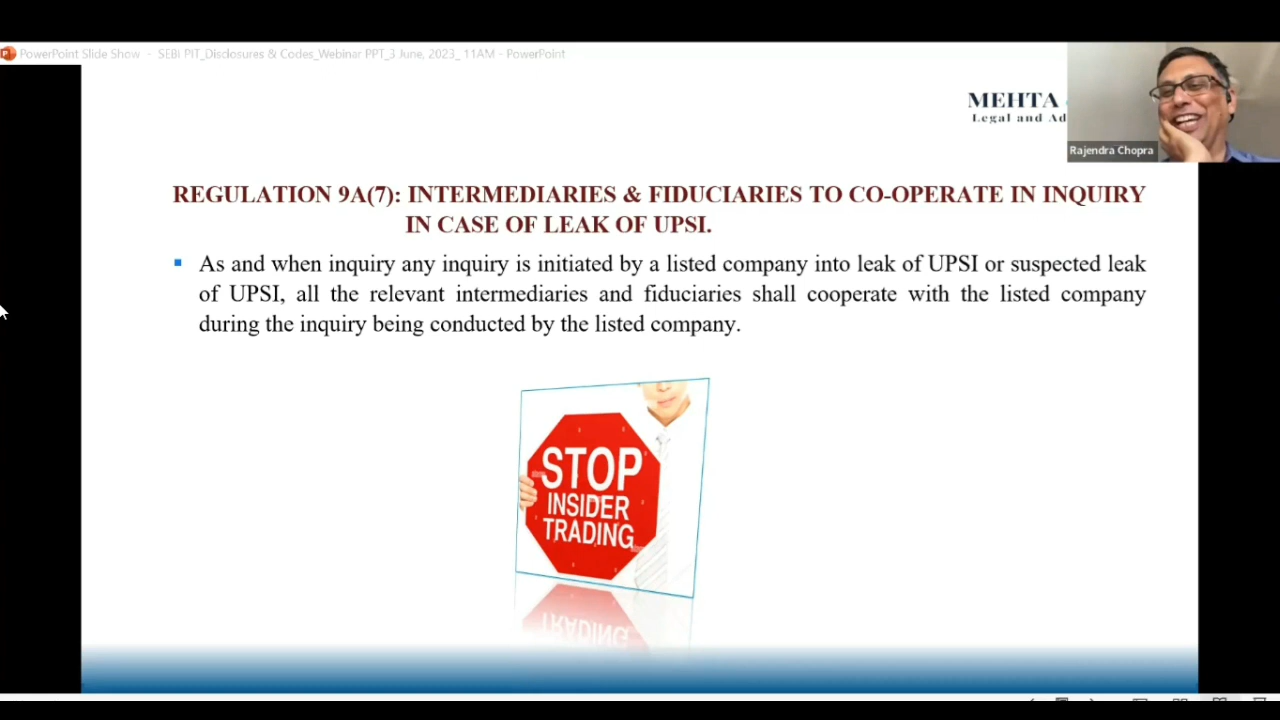 PowerPoint Slide Show - SEBI PIT_Disclosures & Codes_Webinar PPT_3 June, 2023_ 11AM - PowerPoint
MEHTA
Legal and Ad
Rajendra Chopra
REGULATION 9A(7): INTERMEDIARIES & FIDUCIARIES TO CO-OPERATE IN INQUIRY
IN CASE OF LEAK OF UPSI.
As and when inquiry any inquiry is initiated by a listed company into leak of UPSI or suspected leak
of UPSI, all the relevant intermediaries and fiduciaries shall cooperate with the listed company
during the inquiry being conducted by the listed company.
STOP
INSIDER
TRADING